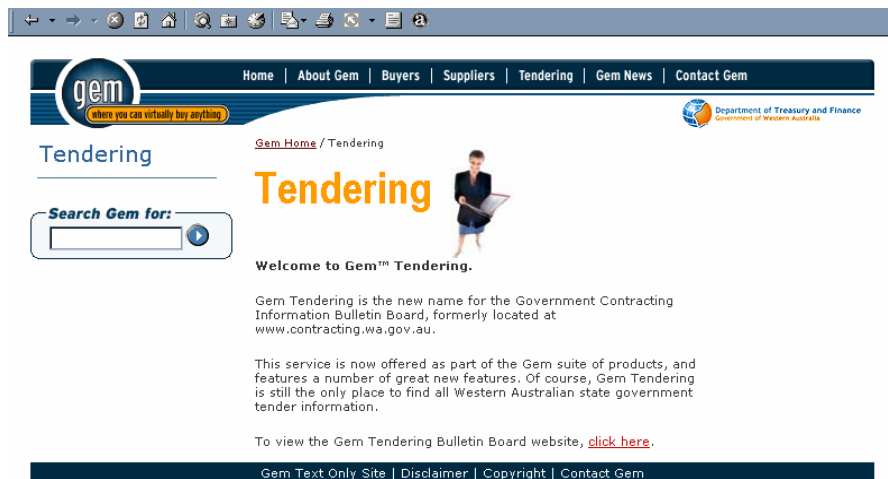 Home | About Gem | Buyers | Suppliers | Tendering | Gem News | Contact Gem
gem
where you can virtually buy anything
Department of Treasury and Finance
Government of Western Australia
Tendering
Gem Home / Tendering
Tendering
Search Gem for:
Welcome to Gem™ Tendering.
Gem Tendering is the new name for the Government Contracting
Information Bulletin Board, formerly located at
www.contracting.wa.gov.au.
This service is now offered as part of the Gem suite of products, and
features a number of great new features. Of course, Gem Tendering
is still the only place to find all Western Australian state government
tender information.
To view the Gem Tendering Bulletin Board website, click here.
Gem Text Only Site | Disclaimer | Copyright | Contact Gem